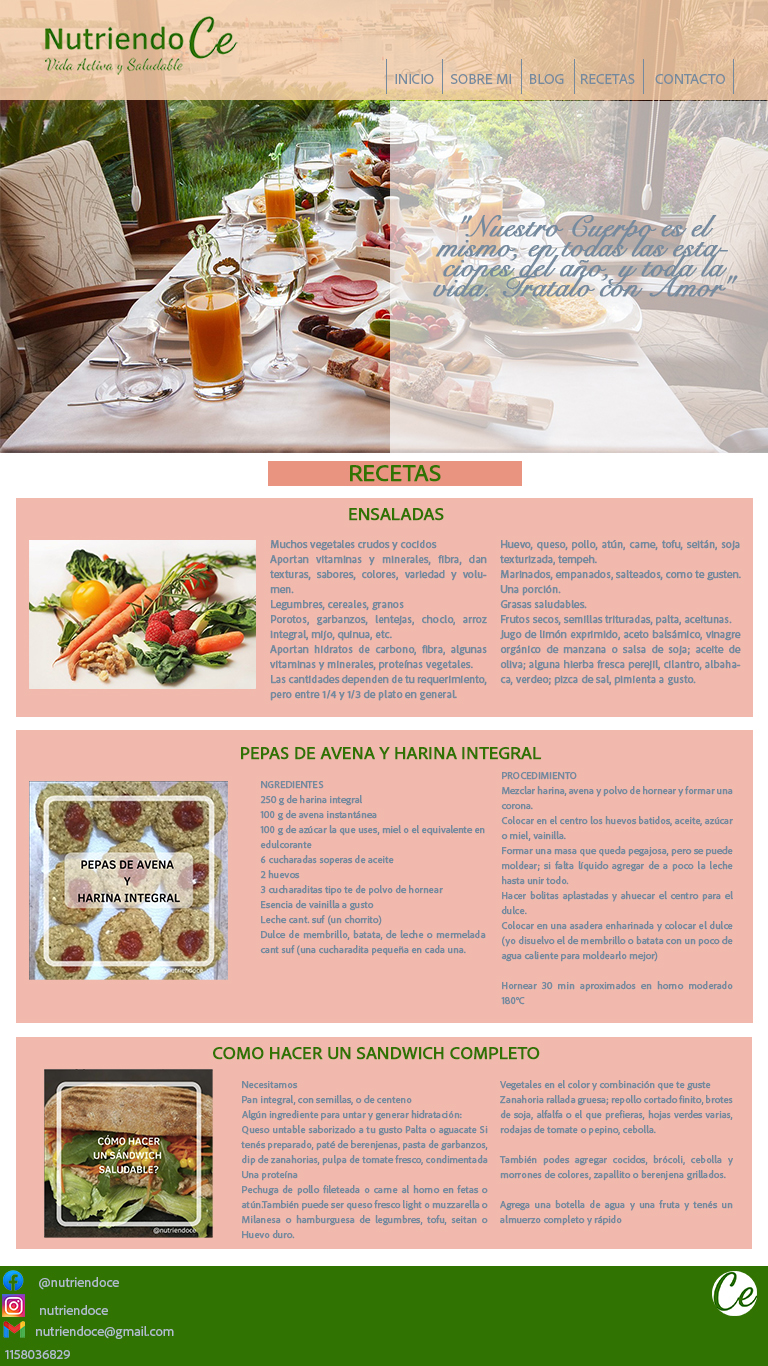 Nutriendo Ce
Vida Activa y Saludable
INICIO
SOBRE MI
BLOG
RECETAS
CONTACTO
"Nuestro Cuerpo es el
mismo, en todas las esta-
ciones del año, y toda la
vida. Tratalo con Amor"
RECETAS
ENSALADAS
Muchos vegetales crudos y cocidos
Aportan vitaminas y minerales, fibra, dan
texturas, sabores, colores, variedad y volu-
men.
Legumbres, cereales, granos
Porotos, garbanzos, lentejas, choclo, arroz
integral, mijo, quinua, etc.
Aportan hidratos de carbono, fibra, algunas
vitaminas y minerales, proteínas vegetales.
Las cantidades dependen de tu requerimiento,
pero entre 1/4 y 1/3 de plato en general.
Huevo, queso, pollo, atún, carne, tofu, seitán, soja
texturizada, tempeh.
Marinados, empanados, salteados, como te gusten.
Una porción.
Grasas saludables.
Frutos secos, semillas trituradas, palta, aceitunas.
Jugo de limón exprimido, aceto balsámico, vinagre
orgánico de manzana o salsa de soja; aceite de
oliva; alguna hierba fresca perejil, cilantro, albaha-
ca, verdeo; pizca de sal, pimienta a gusto.
PEPAS DE AVENA Y HARINA INTEGRAL
PEPAS DE AVENA
Y
HARINA INTEGRAL
@nutriendoce
NGREDIENTES
250 g de harina integral
100 g de avena instantánea
100 g de azúcar la que uses, miel o el equivalente en
edulcorante
6 cucharadas soperas de aceite
2 huevos
3 cucharaditas tipo te de polvo de hornear
Esencia de vainilla a gusto
Leche cant. suf (un chorrito)
Dulce de membrillo, batata, de leche o mermelada
cant suf (una cucharadita pequeña en cada una.
PROCEDIMIENTO
Mezclar harina, avena y polvo de hornear y formar una
corona.
Colocar en el centro los huevos batidos, aceite, azúcar
o miel, vainilla.
Formar una masa que queda pegajosa, pero se puede
moldear; si falta líquido agregar de a poco la leche
hasta unir todo.
Hacer bolitas aplastadas y ahuecar el centro para el
dulce.
Colocar en una asadera enharinada y colocar el dulce
(yo disuelvo el de membrillo o batata con un poco de
agua caliente para moldearlo mejor)
Hornear 30 min aproximados en horno moderado
180°C
COMO HACER UN SANDWICH COMPLETO
CÓMO HACER
UN SÁNDWICH
SALUDABLE?
@nutriendoce
Necesitamos
Pan integral, con semillas, o de centeno
Algún ingrediente para untar y generar hidratación:
Queso untable saborizado a tu gusto Palta o aguacate Si
tenés preparado, paté de berenjenas, pasta de garbanzos,
dip de zanahorias, pulpa de tomate fresco, condimentada
Una proteína
Pechuga de pollo fileteada o carne al horno en fetas o
atún.También puede ser queso fresco light o muzzarella o
Milanesa o hamburguesa de legumbres, tofu, seitan o
Huevo duro.
Vegetales en el color y combinación que te guste
Zanahoria rallada gruesa; repollo cortado finito, brotes
de soja, alfalfa o el que prefieras, hojas verdes varias,
rodajas de tomate o pepino, cebolla.
También podes agregar cocidos, brócoli, cebolla y
morrones de colores, zapallito o berenjena grillados.
Agrega una botella de agua y una fruta y tenés un
almuerzo completo y rápido
@nutriendoce
nutriendoce
nutriendoce@gmail.com
1158036829
Ce